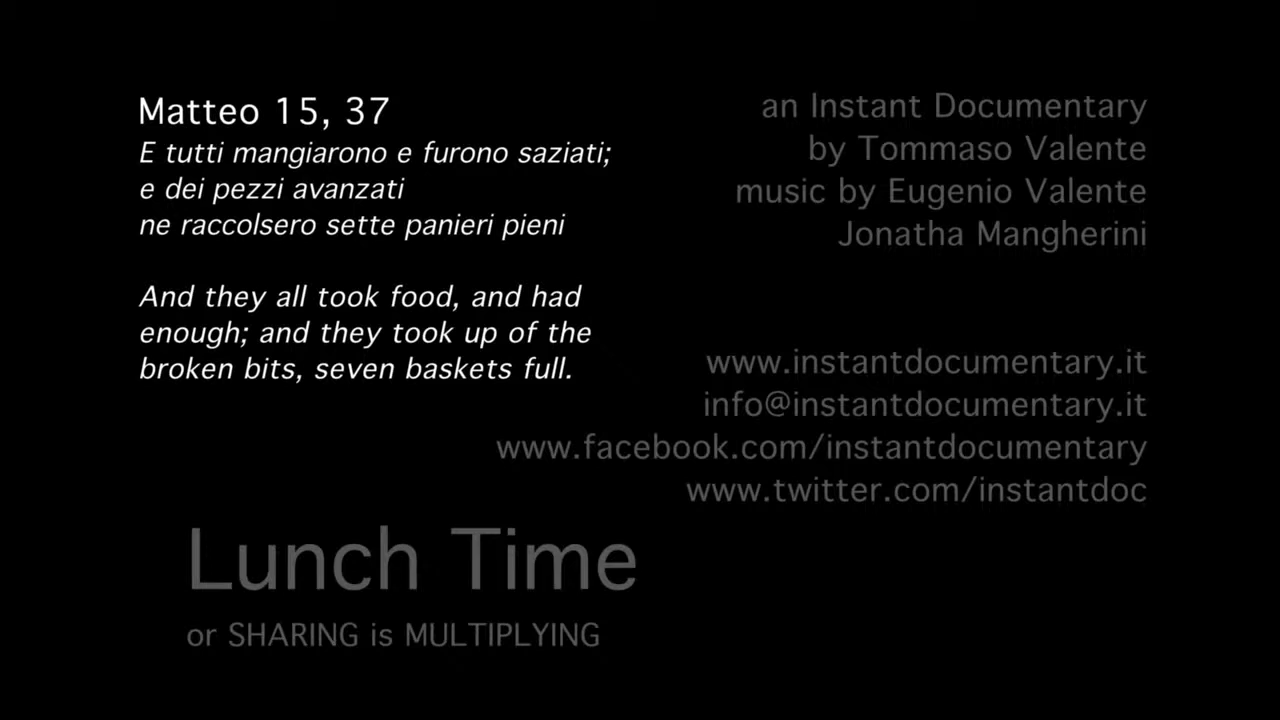 Matteo 15, 37
E tutti mangiarono e furono saziati;
e dei pezzi avanzati
ne raccolsero sette panieri pieni
And they all took food, and had
enough; and they took up of the
broken bits, seven baskets full.
an Instant Documentary
by Tommaso Valente
music by Eugenio Valente
Jonatha Mangherini
www.instantdocumentary.it
info@instantdocumentary.it
www.facebook.com/instantdocumentary
www.twitter.com/instantdoc
Lunch Time
or SHARING is MULTIPLYING